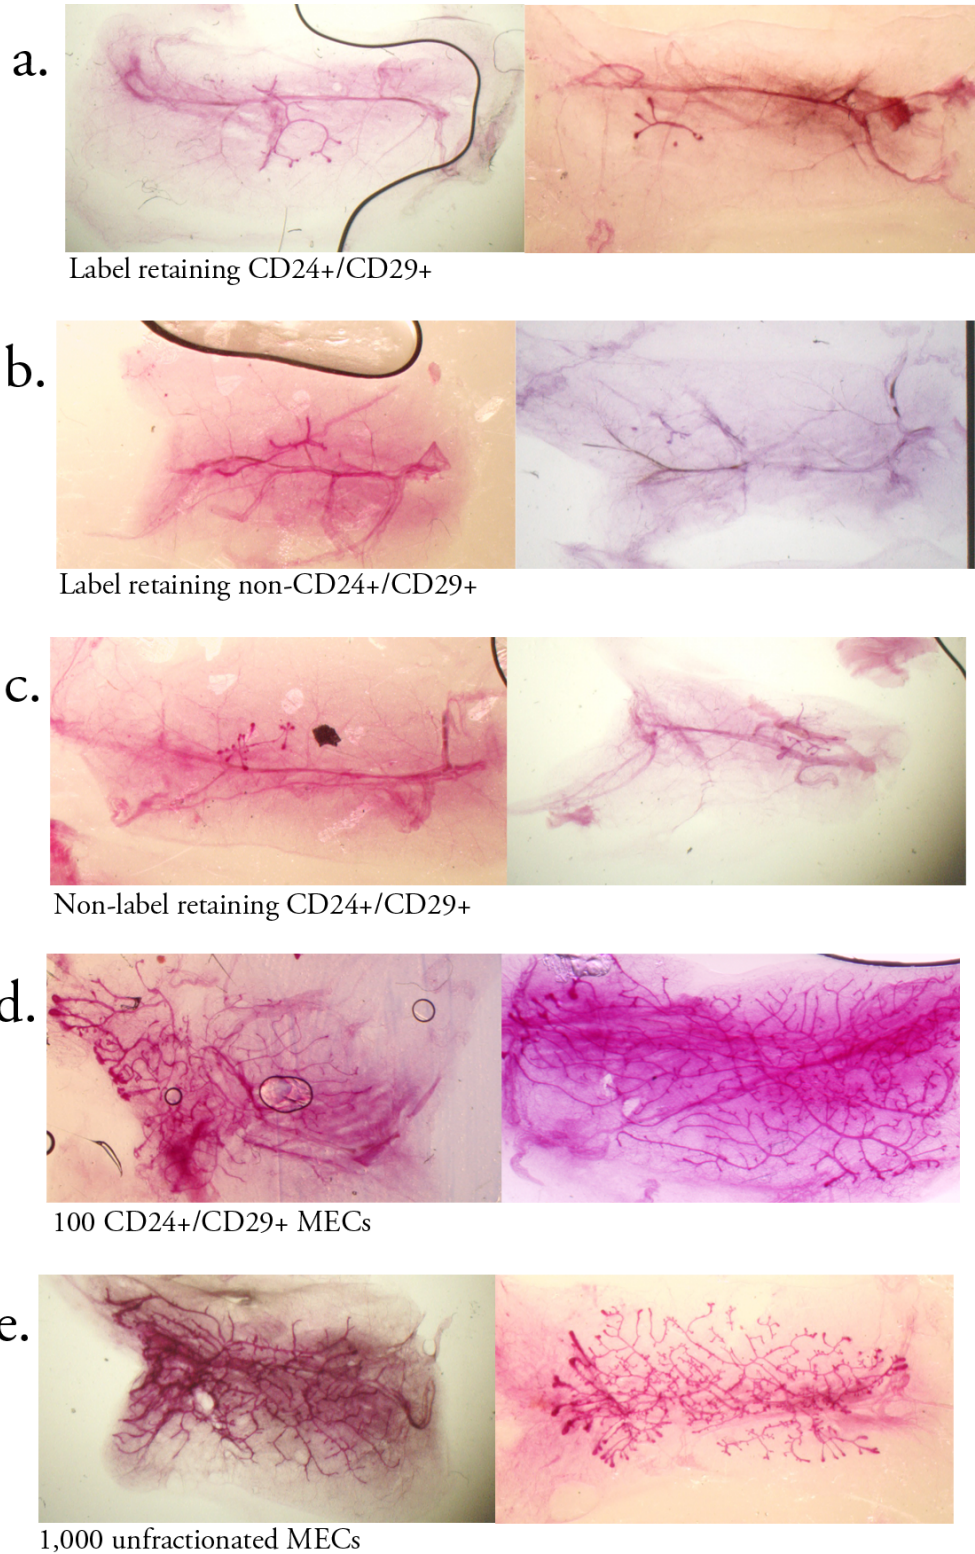 a.
Label retaining CD24+/CD29+
b.
Label retaining non-CD24+/CD29+
c.
Non-label retaining CD24+/CD29+
d.
100 CD24+/CD29+ MECs
e.
1,000 unfractionated MECs